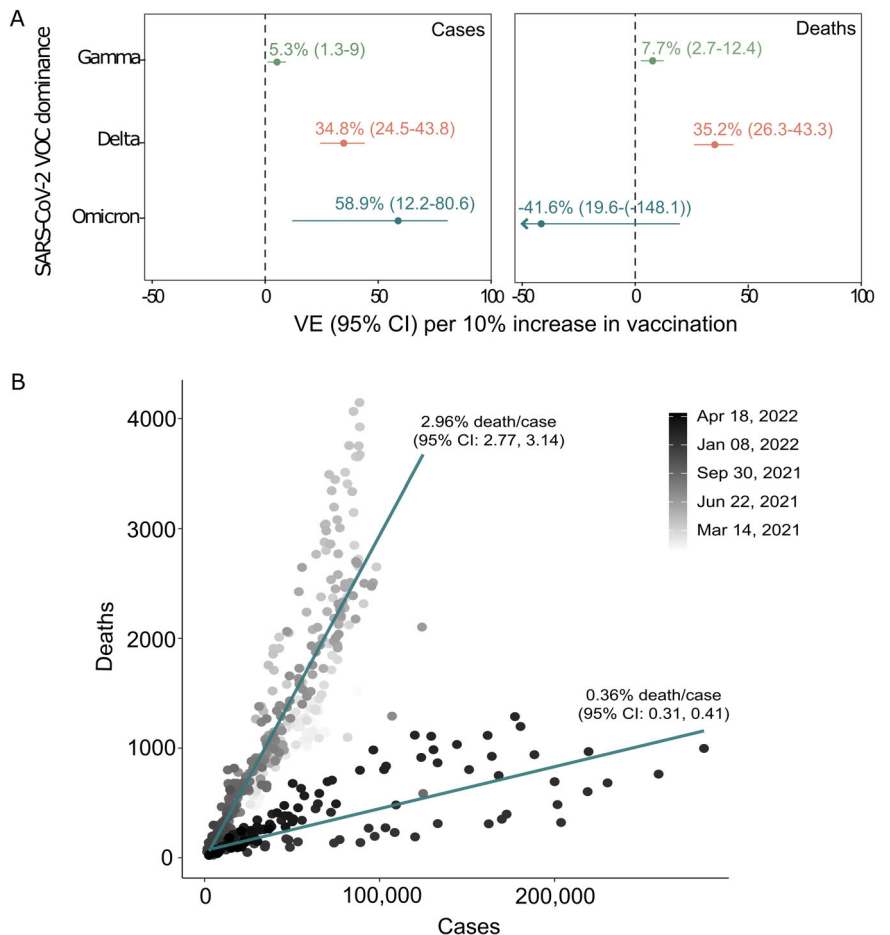 A
SARS-CoV-2 VOC dominance
Cases
Gamma
5.3% (1.3-9)
Delta
34.8% (24.5-43.8)
Omicron
58.9% (12.2-80.6)
-50
0
50
100
Deaths
7.7% (2.7-12.4)
35.2% (26.3-43.3)
-41.6% (19.6-(-148.1))
-50
0
50
100
VE (95% CI) per 10% increase in vaccination
B
Deaths
4000
3000
2000
1000
0
2.96% death/case
(95% CI: 2.77, 3.14)
Apr 18, 2022
Jan 08, 2022
Sep 30, 2021
Jun 22, 2021
Mar 14, 2021
0.36% death/case
(95% CI: 0.31, 0.41)
0
100,000
200,000
Cases